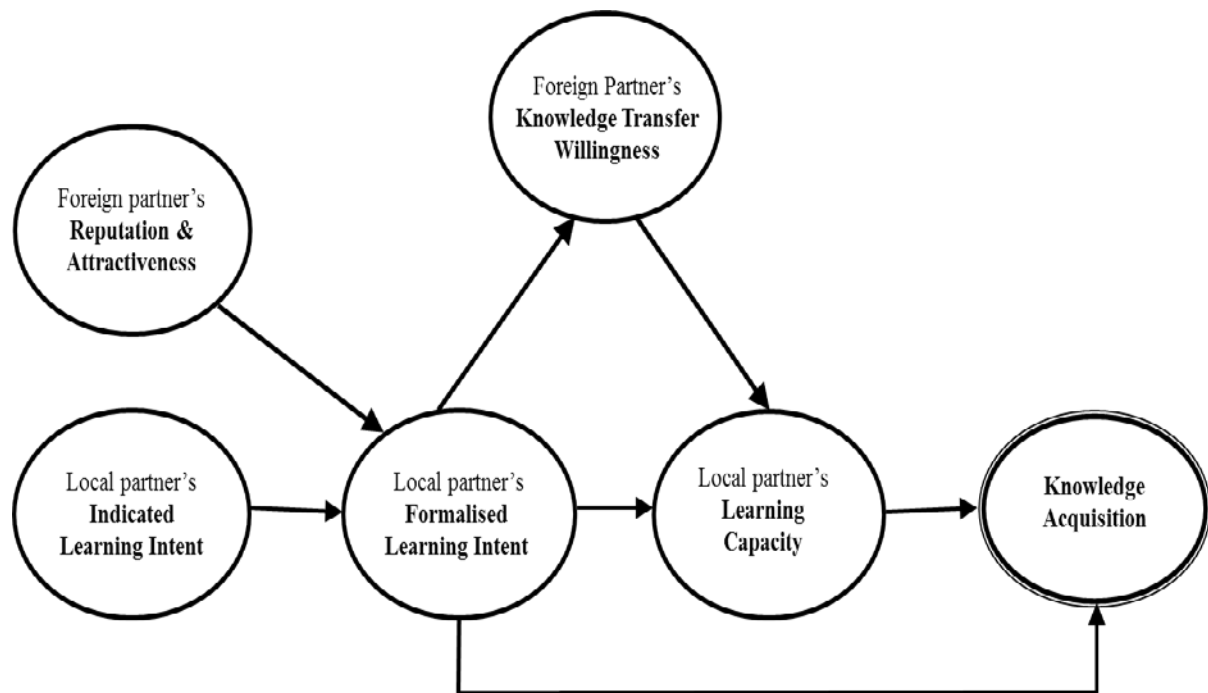 Foreign Partner’s
Knowledge Transfer
Willingness
Foreign partner’s
Reputation &
Attractiveness
Local partner’s
Indicated
Learning Intent
Local partner’s
Formalised
Learning Intent
Local partner’s
Learning
Capacity
Knowledge
Acquisition